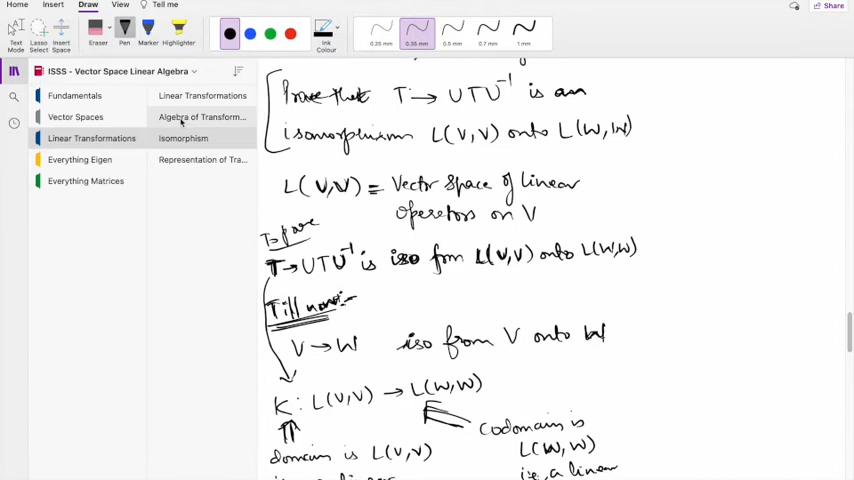 Home Insert Draw View Tell me
Share
Text Mode
Lasso Select
Insert Space
Eraser
Pen
Marker
Highlighter
Ink Colour
0.25 mm
0.35 mm
0.5 mm
0.7 mm
1 mm
ISSS - Vector Space Linear Algebra
Fundamentals
Vector Spaces
Linear Transformations
Everything Eigen
Everything Matrices
Linear Transformations
Algebra of Transform...
Isomorphism
Representation of Tra...
Prove that T → UTU⁻¹ is an
isomorphism L(V,V) onto L(W,W)
L(V,V) = Vector space of linear
operators on V
To prove
T → UTU⁻¹ is iso from L(V,V) onto L(W,W)
Till now:-
V → W iso from V onto W
K: L(V,V) → L(W,W)
domain is L(V,V)
codomain is
L(W,W)
i.e, a linear